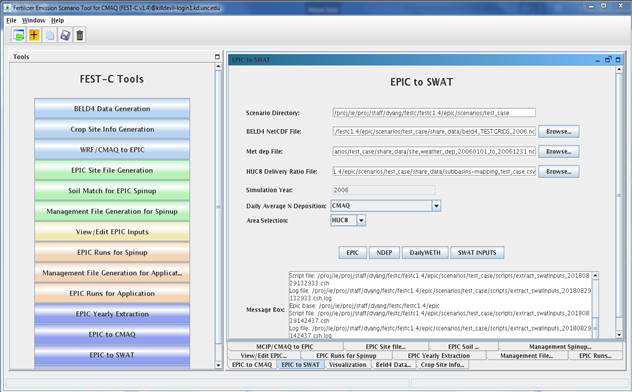 Fertilizer Emission Scenario Tool for CMAQ (FEST-C v1.4)@killdevil-login1.kd.unc.edu
File Window Help
Tools
FEST-C Tools
BELD4 Data Generation
Crop Site Info Generation
WRF/CMAQ to EPIC
EPIC Site File Generation
Soil Match for EPIC Spinup
Management File Generation for Spinup
View/Edit EPIC Inputs
EPIC Runs for Spinup
Management File Generation for Applicat...
EPIC Runs for Application
EPIC Yearly Extraction
EPIC to CMAQ
EPIC to SWAT
EPIC to SWAT
EPIC to SWAT
Scenario Directory: /proj/ie/proj/staff/dyang/festc/festc1.4/epic/scenarios/test_case
BELD4 NetCDF File: /festc1.4/epic/scenarios/test_case/share_data/beld4_TESTGRIDS_2006.nc Browse...
Met dep File: arios/test_case/share_data/site_weather_dep_20060101_to_20061231.nc Browse...
HUC8 Delivery Ratio File: 1.4/epic/scenarios/test_case/share_data/subbasins-mapping_test_case.csv Browse...
Simulation Year: 2006
Daily Average N Deposition: CMAQ
Area Selection: HUC8
EPIC NDEP DailyWETH SWAT INPUTS
Message Box:
Script file: /proj/ie/proj/staff/dyang/festc/festc1.4/epic/scenarios/test_case/scripts/extract_swatInputs_201808
29132933.csh
Log file: /proj/ie/proj/staff/dyang/festc/festc1.4/epic/scenarios/test_case/scripts/extract_swatInputs_20180829
132933.csh.log
Epic base: /proj/ie/proj/staff/dyang/festc/festc1.4/epic
Script file: /proj/ie/proj/staff/dyang/festc/festc1.4/epic/scenarios/test_case/scripts/extract_swatInputs_201808
29142437.csh
Log file: /proj/ie/proj/staff/dyang/festc/festc1.4/epic/scenarios/test_case/scripts/extract_swatInputs_20180829
142437.csh.log
MCIP/CMAQ to EPIC EPIC Site file... EPIC Soil ... Management Spinup...
View/Edit EPIC... EPIC Runs for Spinup EPIC Yearly Extraction Management File... EPIC Runs...
EPIC to CMAQ EPIC to SWAT Visualization Beld4 Data... Crop Site Info...